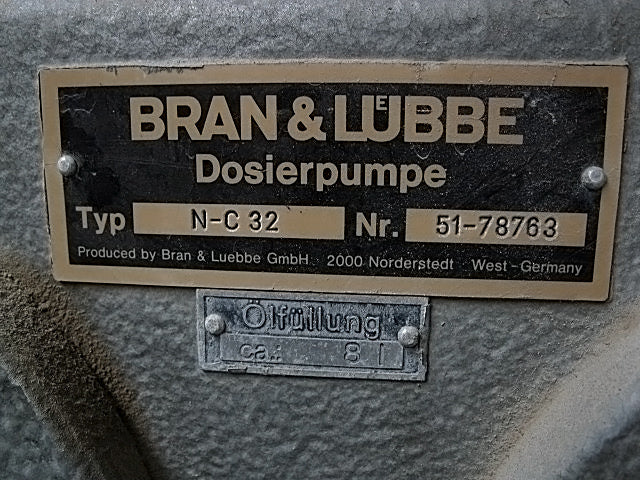 BRAN & LUEBBE
Dosierpumpe
Typ N-C 32 Nr. 51-78763
Produced by Bran & Luebbe GmbH 2000 Norderstedt West-Germany
Ölfüllung
ca. 8 l